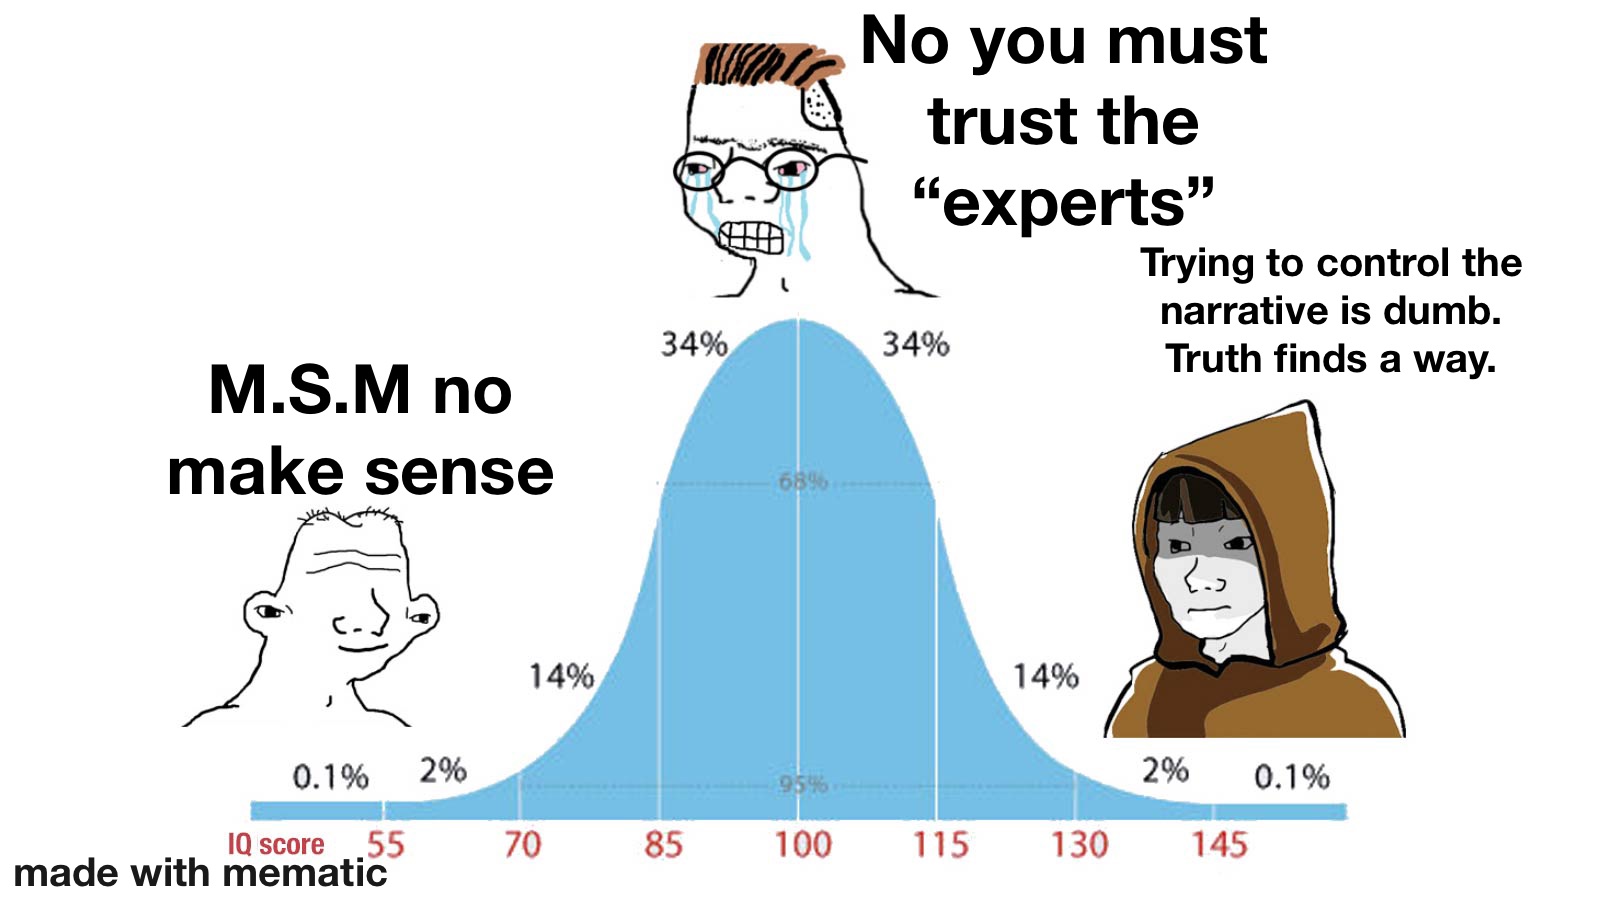 No you must
trust the
“experts”
Trying to control the
narrative is dumb.
Truth finds a way.
34%
34%
M.S.M no
make sense
68%
14%
14%
0.1%
2%
95%
2%
0.1%
IQ score
55
70
85
100
115
130
145
made with mematic